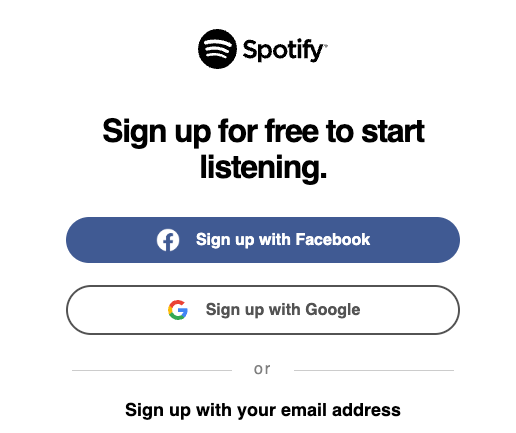 Spotify
Sign up for free to start
listening.
Sign up with Facebook
Sign up with Google
or
Sign up with your email address